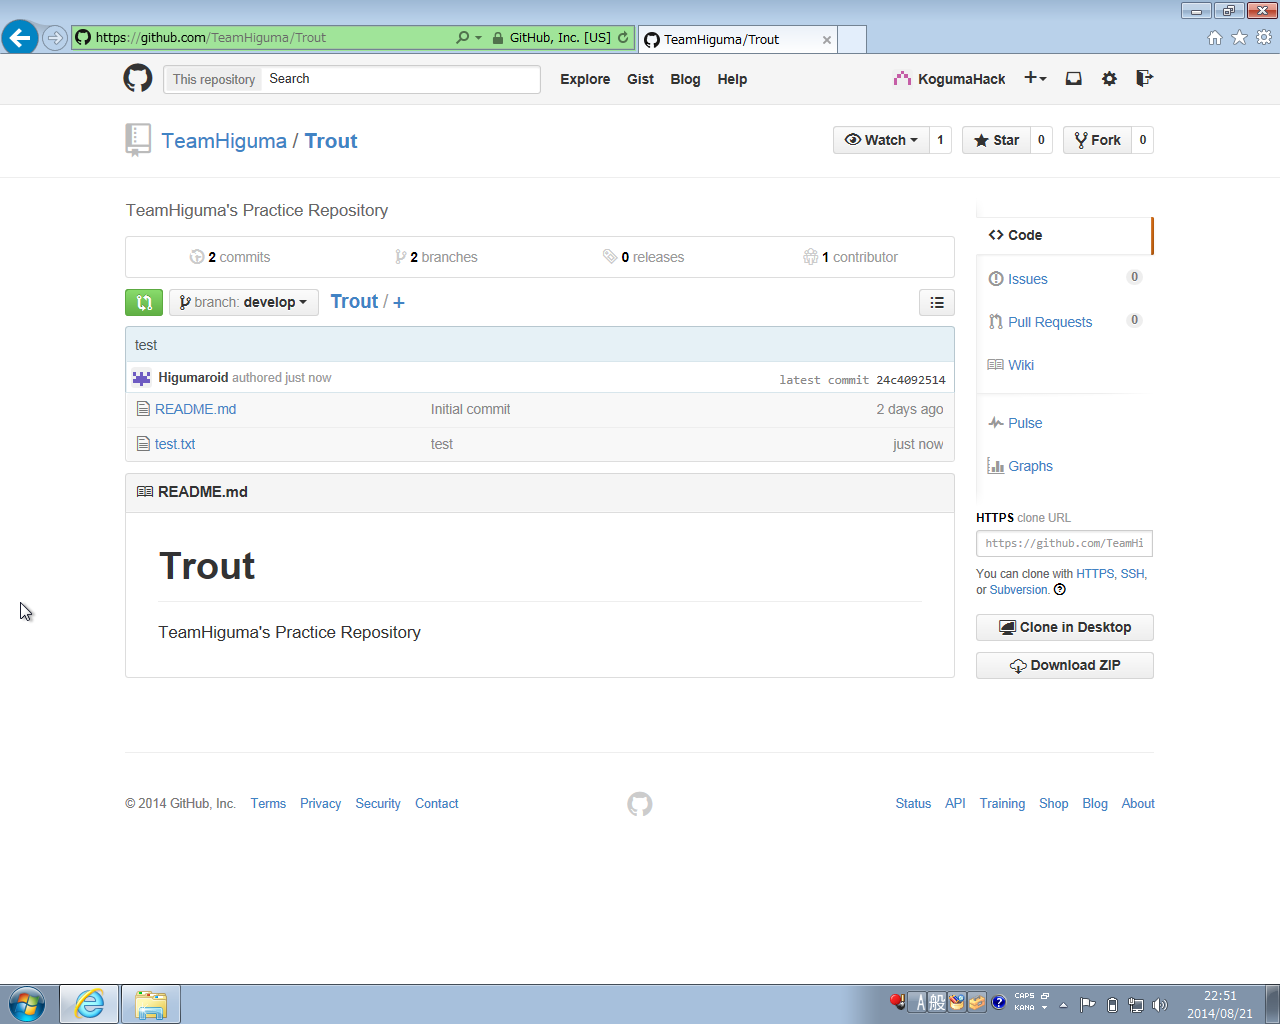 https://github.com/TeamHiguma/Trout
GitHub, Inc. [US]
TeamHiguma/Trout
This repository
Search
Explore
Gist
Blog
Help
KogumaHack
TeamHiguma / Trout
Watch 1
Star 0
Fork 0
TeamHiguma's Practice Repository
2 commits
2 branches
0 releases
1 contributor
branch: develop
Trout / +
test
Higumaroid authored just now
latest commit 24c4092514
README.md
Initial commit
2 days ago
test.txt
test
just now
README.md
Trout
TeamHiguma's Practice Repository
Code
Issues 0
Pull Requests 0
Wiki
Pulse
Graphs
HTTPS clone URL
https://github.com/TeamHi
You can clone with HTTPS, SSH,
or Subversion.
Clone in Desktop
Download ZIP
© 2014 GitHub, Inc.
Terms
Privacy
Security
Contact
Status
API
Training
Shop
Blog
About
A 般
CAPS
KANA
22:51
2014/08/21